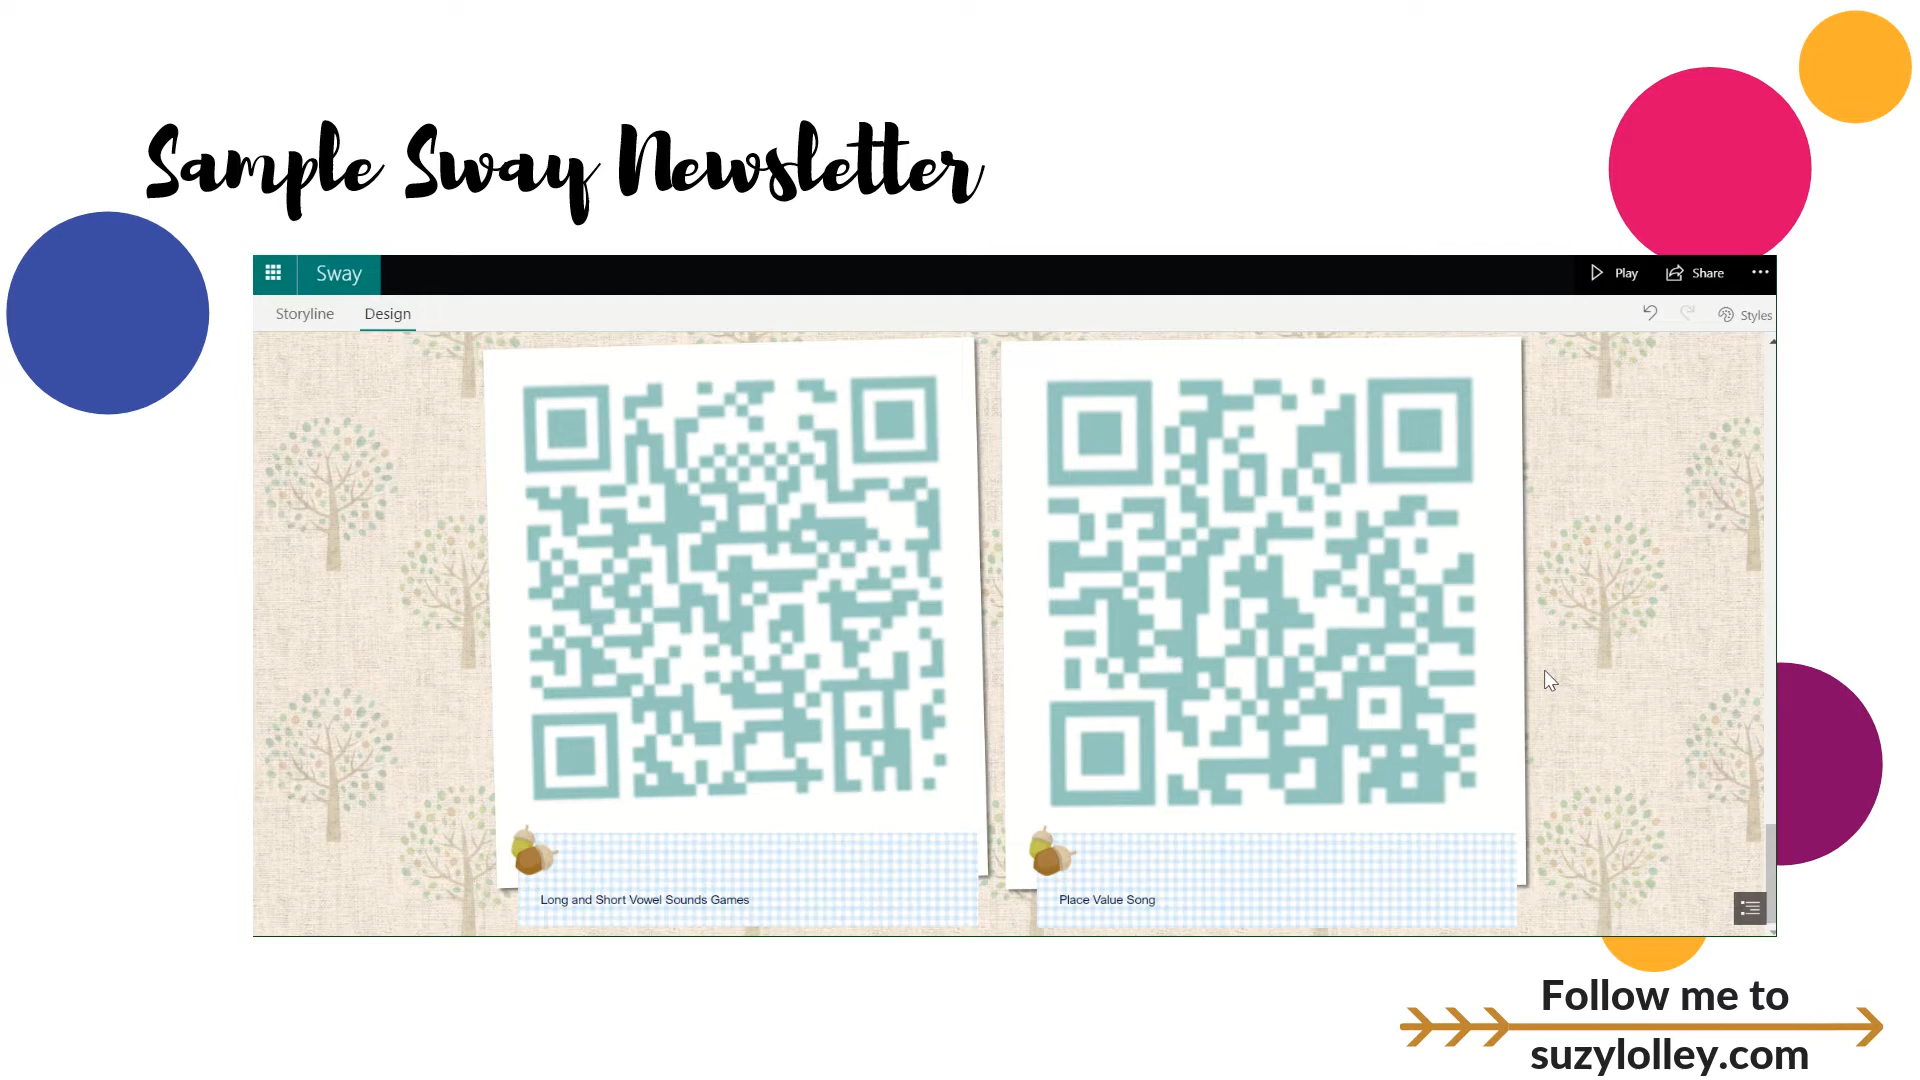 Sample Sway Newsletter
Sway
Play
Share
Storyline
Design
Styles
Long and Short Vowel Sounds Games
Place Value Song
Follow me to
suzylolley.com